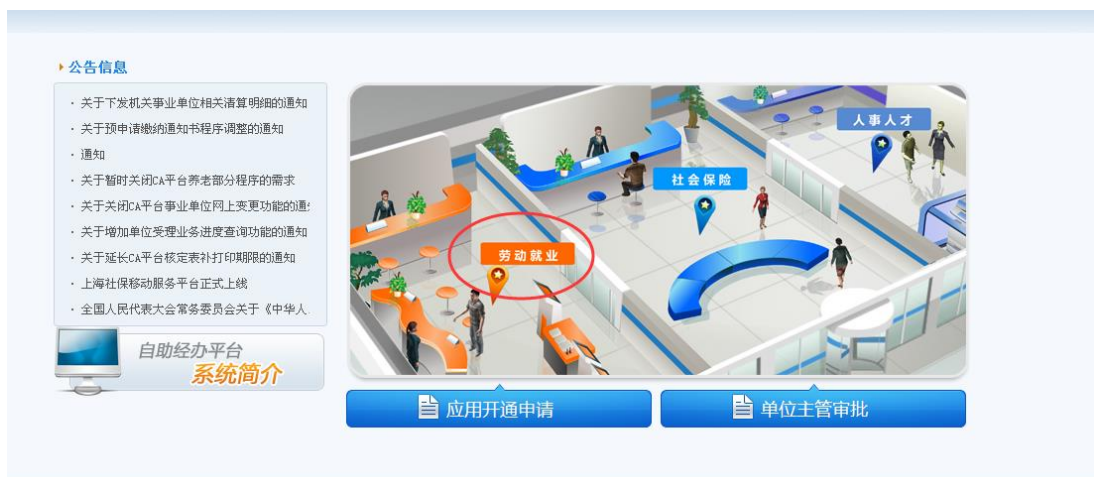 公告信息
· 关于下发机关事业单位相关清算明细的通知
· 关于预申请缴纳通知书程序调整的通知
· 通知
· 关于暂时关闭CA平台养老部分程序的需求
· 关于关闭CA平台事业单位网上变更功能的通
· 关于增加单位受理业务进度查询功能的通知
· 关于延长CA平台核定表补打印期限的通知
· 上海社保移动服务平台正式上线
· 全国人民代表大会常务委员会关于《中华人
自助经办平台
系统简介
人事人才
社会保险
劳动就业
应用开通申请
单位主管审批